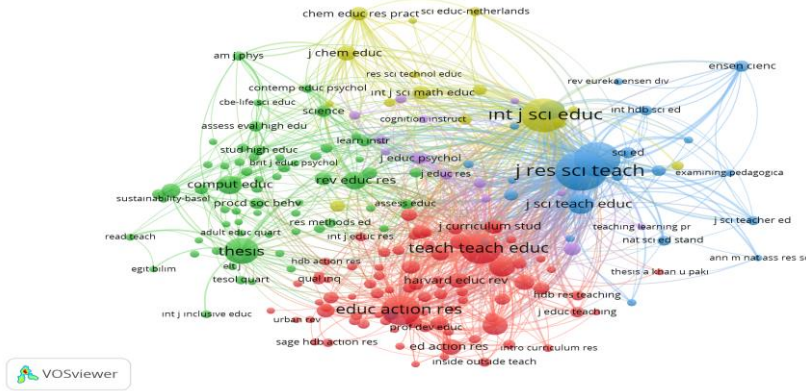 chem educ res pract
sci educ-netherlands
am j phys
j chem educ
ensen cienc
res sci technol educ
rev eureka ensen div
contemp educ psychol
int j sci math educ
cbe-life sci educ
science
int j sci educ
int hdb sci ed
assess eval high edu
cognition instruct
stud high educ
learn instr
sci ed
brit j educ psychol
j educ psychol
j res sci teach
examining pedagogica
comput educ
rev educ res
j educ res
sustainability-basel
procd soc behv
assess educ
j sci teach educ
res methods ed
j curriculum stud
teaching learning pr
j sci teacher ed
adult educ quart
int j educ res
nat sci ed stand
read teach
thesis
teach teach educ
elt j
hdb action res
ann m nat ass res sc
egit bilim
tesol quart
qual inq
harvard educ rev
thesis a khan u paki
hdb res teaching
int j inclusive educ
educ action res
j educ teaching
urban rev
prof dev educ
sage hdb action res
ed action res
intro curriculum res
inside outside teach
VOSviewer